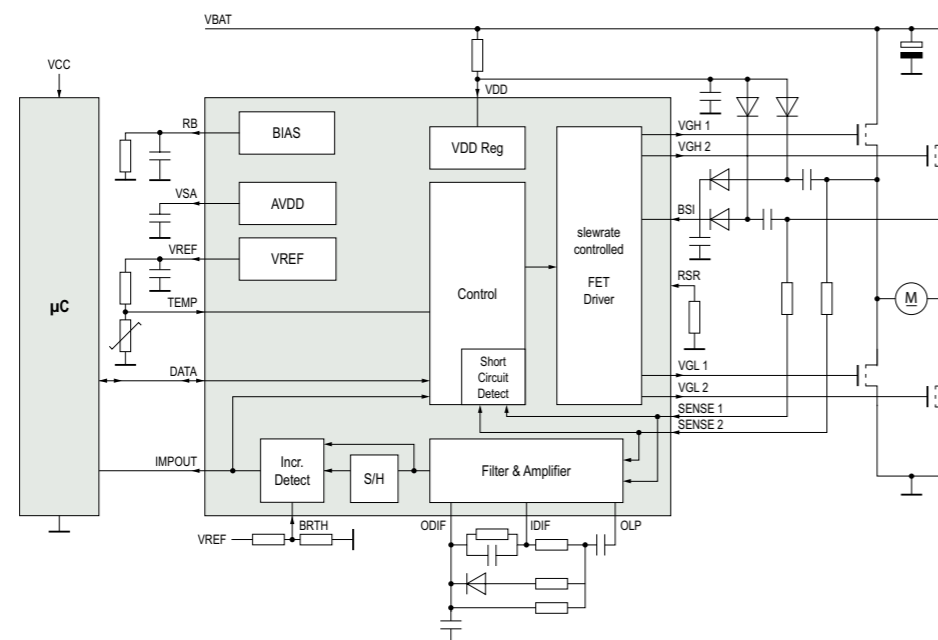 VBAT
VCC
VDD
µC
RB
BIAS
VDD Reg
VGH 1
VGH 2
VSA
AVDD
BSI
VREF
VREF
slewrate
controlled
FET
Driver
Control
RSR
TEMP
M
Short
Circuit
Detect
DATA
VGL 1
VGL 2
SENSE 1
SENSE 2
IMPOUT
Incr.
Detect
S/H
Filter & Amplifier
VREF
BRTH
ODIF
IDIF
OLP